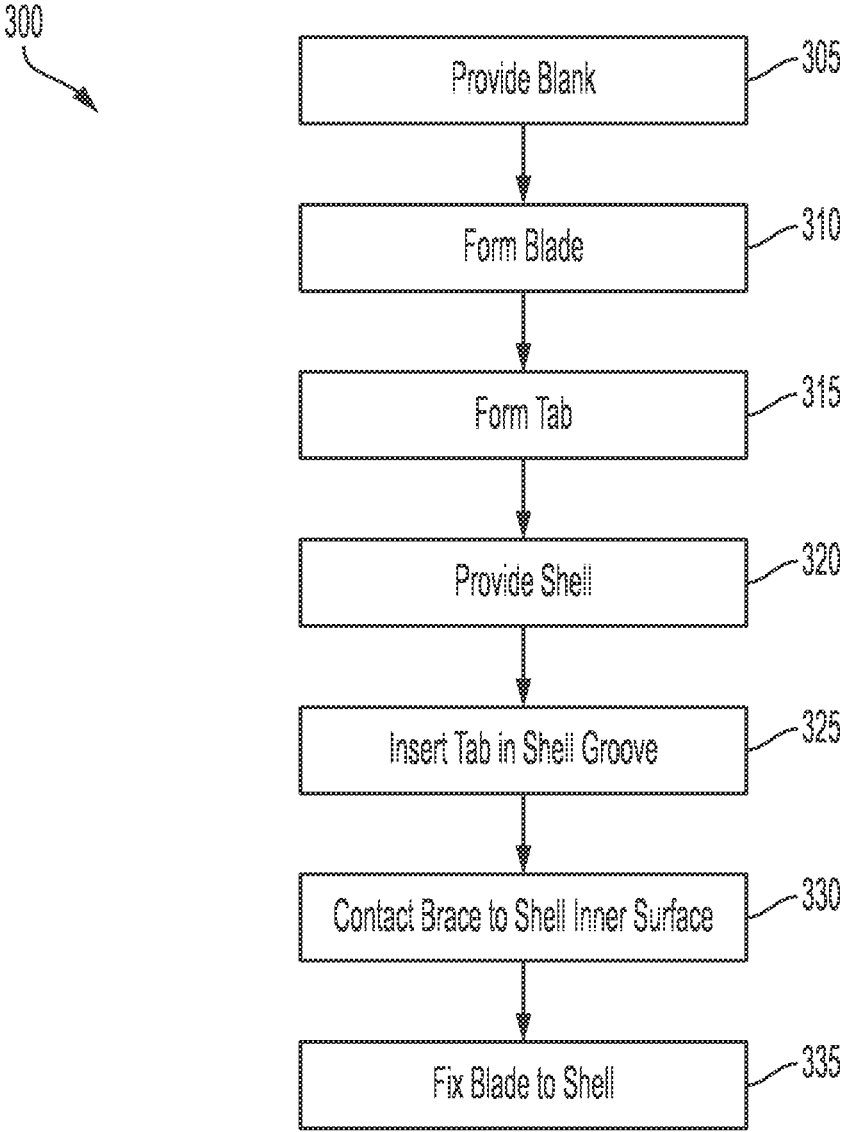 300
Provide Blank
305
Form Blade
310
Form Tab
315
Provide Shell
320
Insert Tab in Shell Groove
325
Contact Brace to Shell Inner Surface
330
Fix Blade to Shell
335